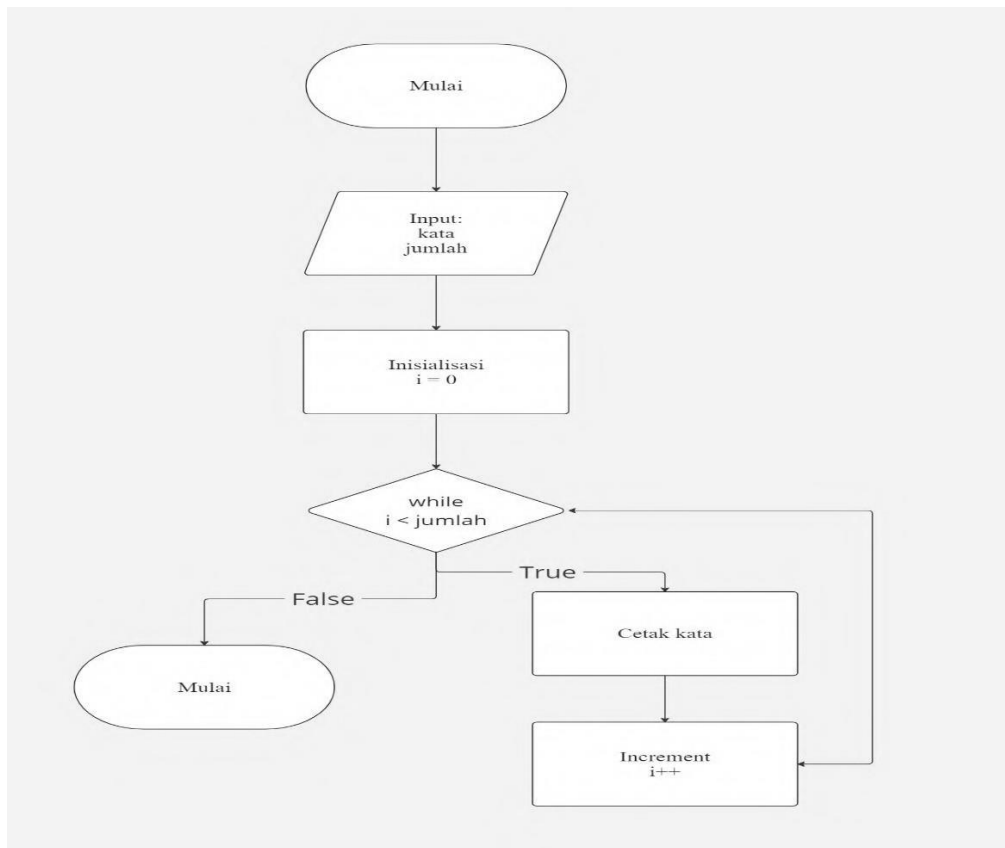 Mulai
Input:
kata
jumlah
Inisialisasi
i = 0
while
i < jumlah
True
False
Cetak kata
Mulai
Increment
i++